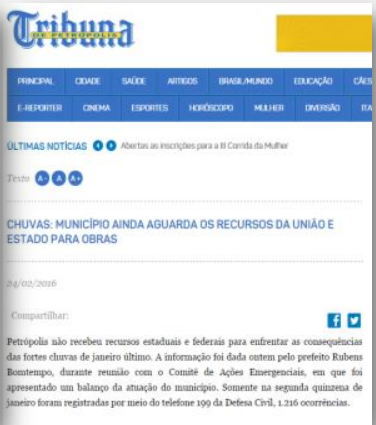 Tribuna
DE PETRÓPOLIS
PRINCIPAL CIDADE SAÚDE ARTIGOS BRASIL/MUNDO EDUCAÇÃO CÃES
E-REPORTER CINEMA ESPORTES HORÓSCOPO MULHER DIVERSÃO ITA
ÚLTIMAS NOTÍCIAS Abertas as inscrições para a III Corrida da Mulher
Texto A- A A+
CHUVAS: MUNICÍPIO AINDA AGUARDA OS RECURSOS DA UNIÃO E
ESTADO PARA OBRAS
24/02/2016
Compartilhar:
Petrópolis não recebeu recursos estaduais e federais para enfrentar as consequências
das fortes chuvas de janeiro último. A informação foi dada ontem pelo prefeito Rubens
Bomtempo, durante reunião com o Comitê de Ações Emergenciais, em que foi
apresentado um balanço da atuação do município. Somente na segunda quinzena de
janeiro foram registradas por meio do telefone 199 da Defesa Civil, 1.216 ocorrências.